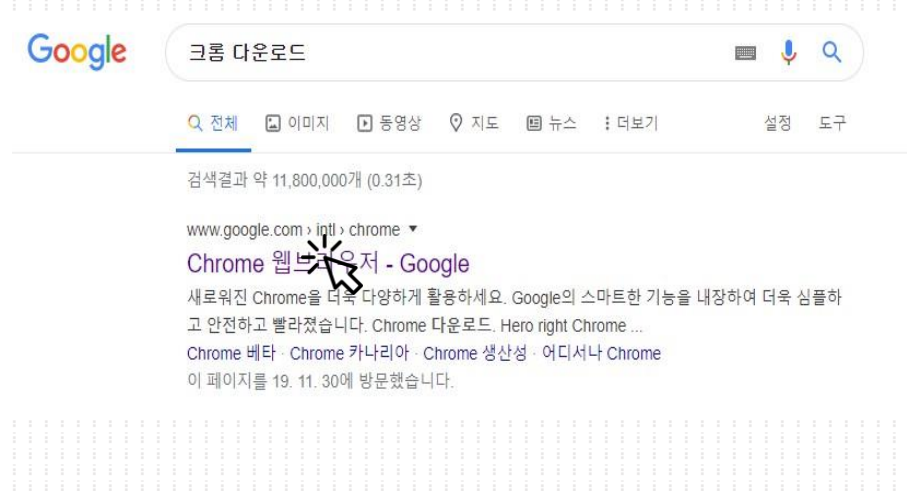 Google 크롬 다운로드
전체 이미지 동영상 지도 뉴스 더보기 설정 도구
검색결과 약 11,800,000개 (0.31초)
www.google.com › intl › chrome
Chrome 웹브라우저 - Google
새로워진 Chrome을 더욱 다양하게 활용하세요. Google의 스마트한 기능을 내장하여 더욱 심플하
고 안전하고 빨라졌습니다. Chrome 다운로드. Hero right Chrome ...
Chrome 베타 · Chrome 카나리아 · Chrome 생산성 · 어디서나 Chrome
이 페이지를 19. 11. 30에 방문했습니다.